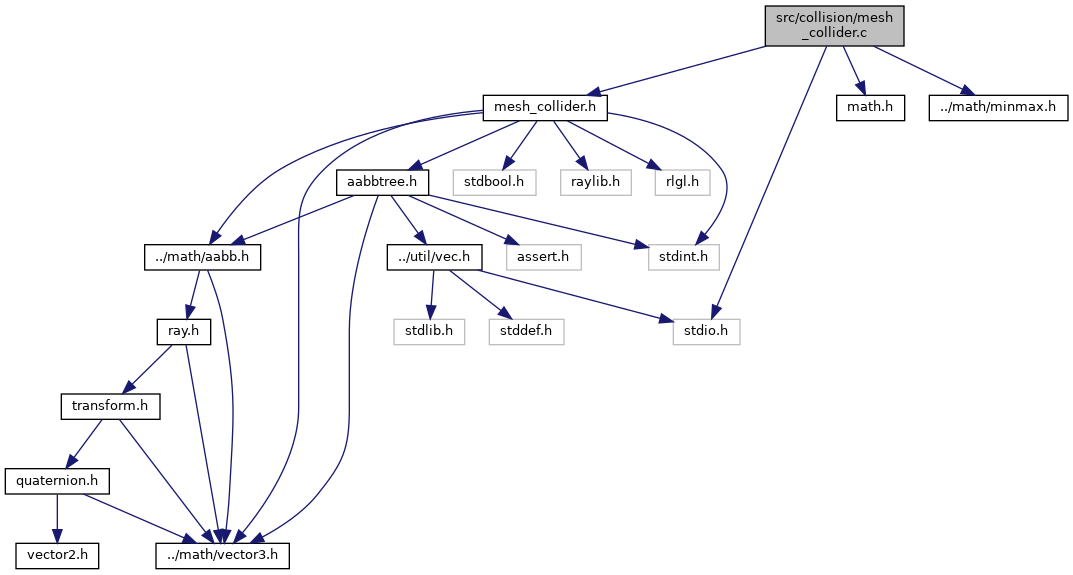 src/collision/mesh
_collider.c
mesh_collider.h
math.h
../math/minmax.h
aabbtree.h
stdbool.h
raylib.h
rlgl.h
../math/aabb.h
../util/vec.h
assert.h
stdint.h
ray.h
stdlib.h
stddef.h
stdio.h
transform.h
quaternion.h
vector2.h
../math/vector3.h